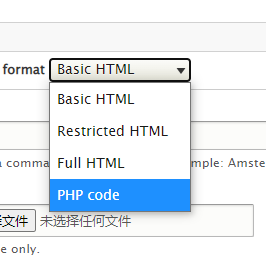 format Basic HTML
Basic HTML
Restricted HTML
Full HTML
a comma mple: Amste
PHP code
文件 未选择任何文件
e only.